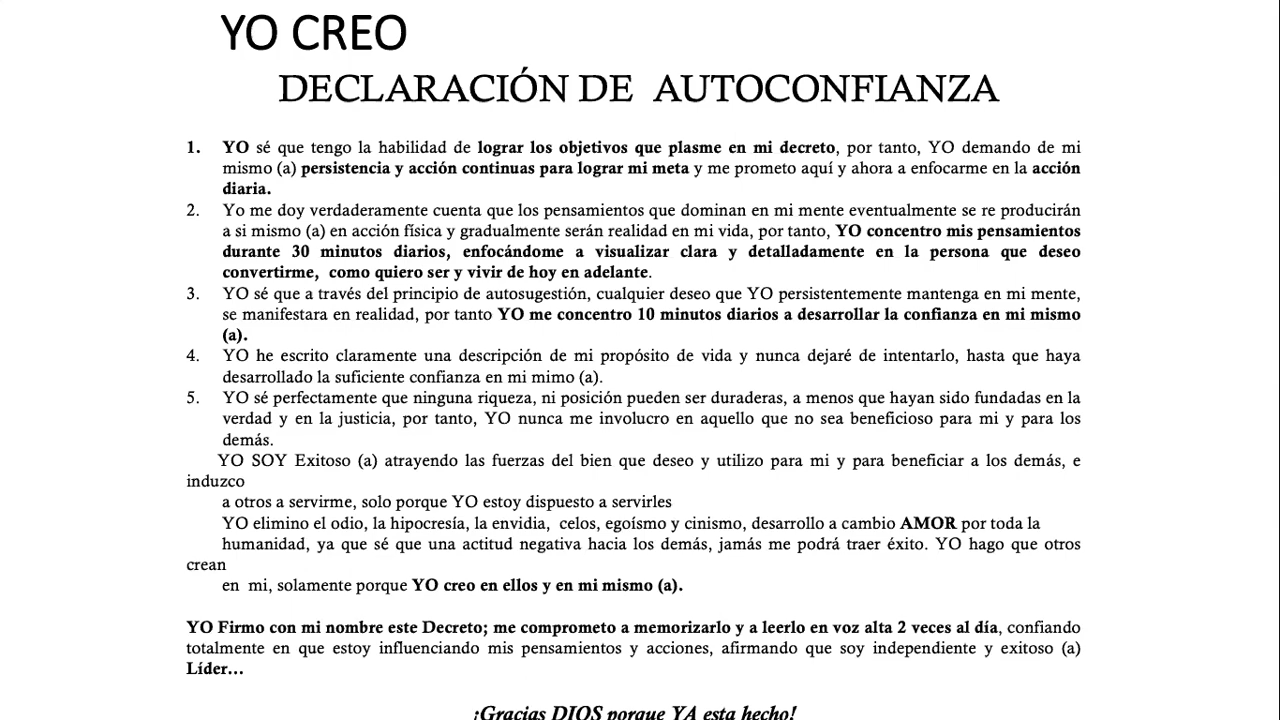 YO CREO
DECLARACIÓN DE AUTOCONFIANZA
1. YO sé que tengo la habilidad de lograr los objetivos que plasme en mi decreto, por tanto, YO demando de mi
mismo (a) persistencia y acción continuas para lograr mi meta y me prometo aquí y ahora a enfocarme en la acción
diaria.
2. Yo me doy verdaderamente cuenta que los pensamientos que dominan en mi mente eventualmente se re producirán
a si mismo (a) en acción física y gradualmente serán realidad en mi vida, por tanto, YO concentro mis pensamientos
durante 30 minutos diarios, enfocándome a visualizar clara y detalladamente en la persona que deseo
convertirme, como quiero ser y vivir de hoy en adelante.
3. YO sé que a través del principio de autosugestión, cualquier deseo que YO persistentemente mantenga en mi mente,
se manifestara en realidad, por tanto YO me concentro 10 minutos diarios a desarrollar la confianza en mi mismo
(a).
4. YO he escrito claramente una descripción de mi propósito de vida y nunca dejaré de intentarlo, hasta que haya
desarrollado la suficiente confianza en mi mimo (a).
5. YO sé perfectamente que ninguna riqueza, ni posición pueden ser duraderas, a menos que hayan sido fundadas en la
verdad y en la justicia, por tanto, YO nunca me involucro en aquello que no sea beneficioso para mi y para los
demás.
YO SOY Exitoso (a) atrayendo las fuerzas del bien que deseo y utilizo para mi y para beneficiar a los demás, e
induzco
a otros a servirme, solo porque YO estoy dispuesto a servirles
YO elimino el odio, la hipocresía, la envidia, celos, egoísmo y cinismo, desarrollo a cambio AMOR por toda la
humanidad, ya que sé que una actitud negativa hacia los demás, jamás me podrá traer éxito. YO hago que otros
crean
en mi, solamente porque YO creo en ellos y en mi mismo (a).
YO Firmo con mi nombre este Decreto; me comprometo a memorizarlo y a leerlo en voz alta 2 veces al día, confiando
totalmente en que estoy influenciando mis pensamientos y acciones, afirmando que soy independiente y exitoso (a)
Líder...
¡Gracias DIOS porque YA esta hecho!